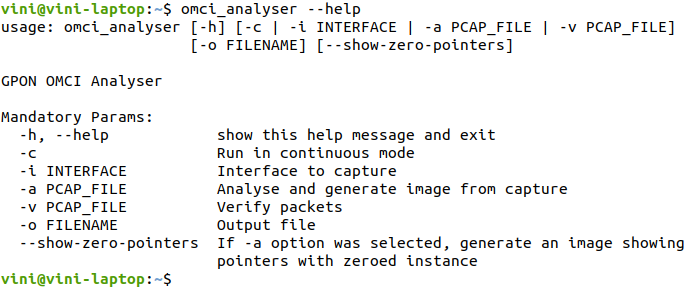 vini@vini-laptop:~$ omci_analyser --help
usage: omci_analyser [-h] [-c | -i INTERFACE | -a PCAP_FILE | -v PCAP_FILE]
                     [-o FILENAME] [--show-zero-pointers]

GPON OMCI Analyser

Mandatory Params:
  -h, --help            show this help message and exit
  -c                    Run in continuous mode
  -i INTERFACE          Interface to capture
  -a PCAP_FILE          Analyse and generate image from capture
  -v PCAP_FILE          Verify packets
  -o FILENAME           Output file
  --show-zero-pointers  If -a option was selected, generate an image showing
                        pointers with zeroed instance
vini@vini-laptop:~$